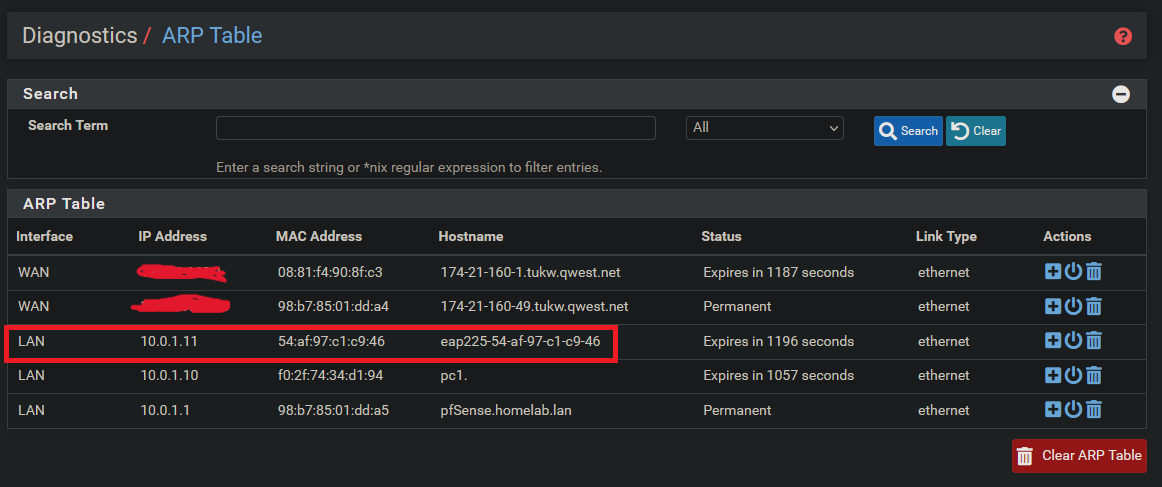 Diagnostics / ARP Table
Search
Search Term All Search Clear
Enter a search string or *nix regular expression to filter entries.
ARP Table
Interface IP Address MAC Address Hostname Status Link Type Actions
WAN 08:81:f4:90:8f:c3 174-21-160-1.tukw.qwest.net Expires in 1187 seconds ethernet
WAN 98:b7:85:01:dd:a4 174-21-160-49.tukw.qwest.net Permanent ethernet
LAN 10.0.1.11 54:af:97:c1:c9:46 eap225-54-af-97-c1-c9-46 Expires in 1196 seconds ethernet
LAN 10.0.1.10 f0:2f:74:34:d1:94 pc1. Expires in 1057 seconds ethernet
LAN 10.0.1.1 98:b7:85:01:dd:a5 pfSense.homelab.lan Permanent ethernet
Clear ARP Table